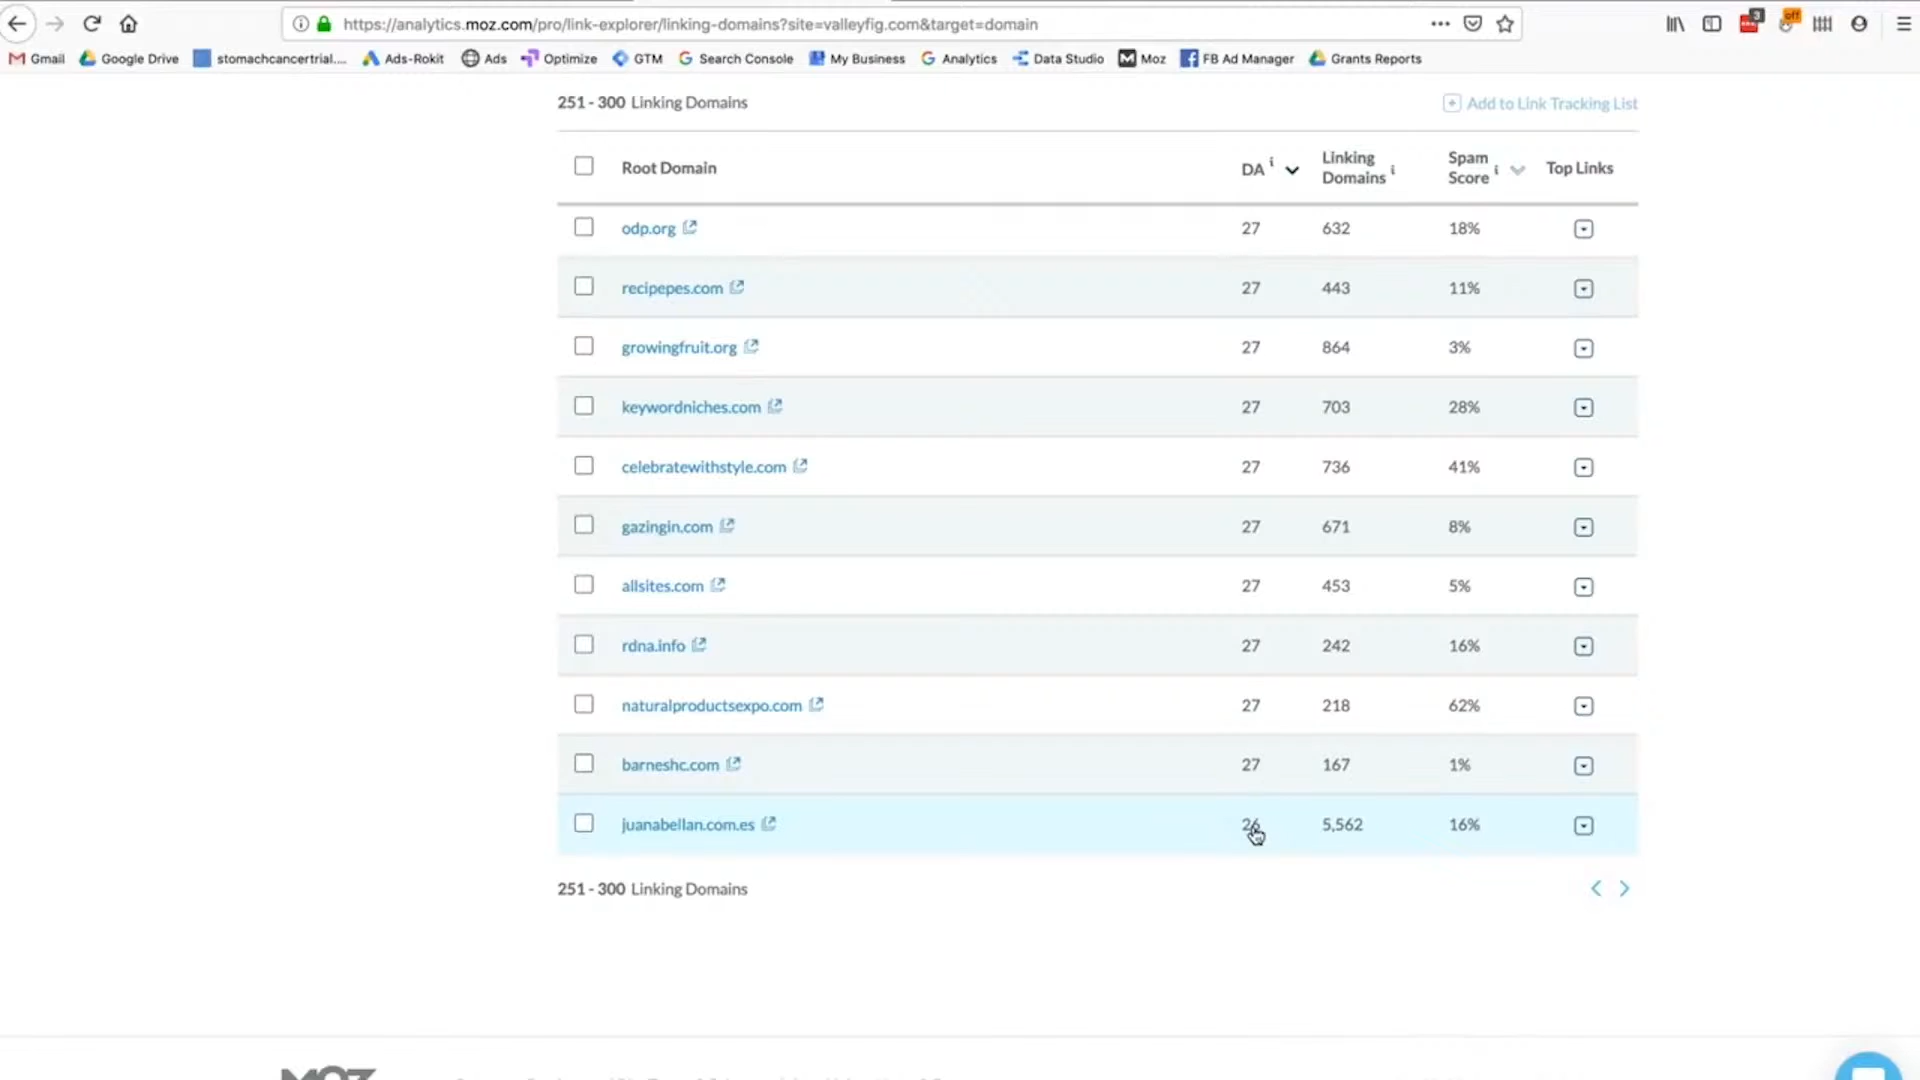 https://analytics.moz.com/pro/link-explorer/linking-domains?site=valleyfig.com&target=domain
3
off
Gmail Google Drive stomachcancertrial.... Ads-Rokit Ads Optimize GTM Search Console My Business Analytics Data Studio Moz FB Ad Manager Grants Reports
251 - 300 Linking Domains Add to Link Tracking List
Root Domain DA Linking Domains Spam Score Top Links
odp.org 27 632 18%
recipepes.com 27 443 11%
growingfruit.org 27 864 3%
keywordniches.com 27 703 28%
celebratewithstyle.com 27 736 41%
gazingin.com 27 671 8%
allsites.com 27 453 5%
rdna.info 27 242 16%
naturalproductsexpo.com 27 218 62%
barneshc.com 27 167 1%
juanabellan.com.es 26 5,562 16%
251 - 300 Linking Domains
MOZ